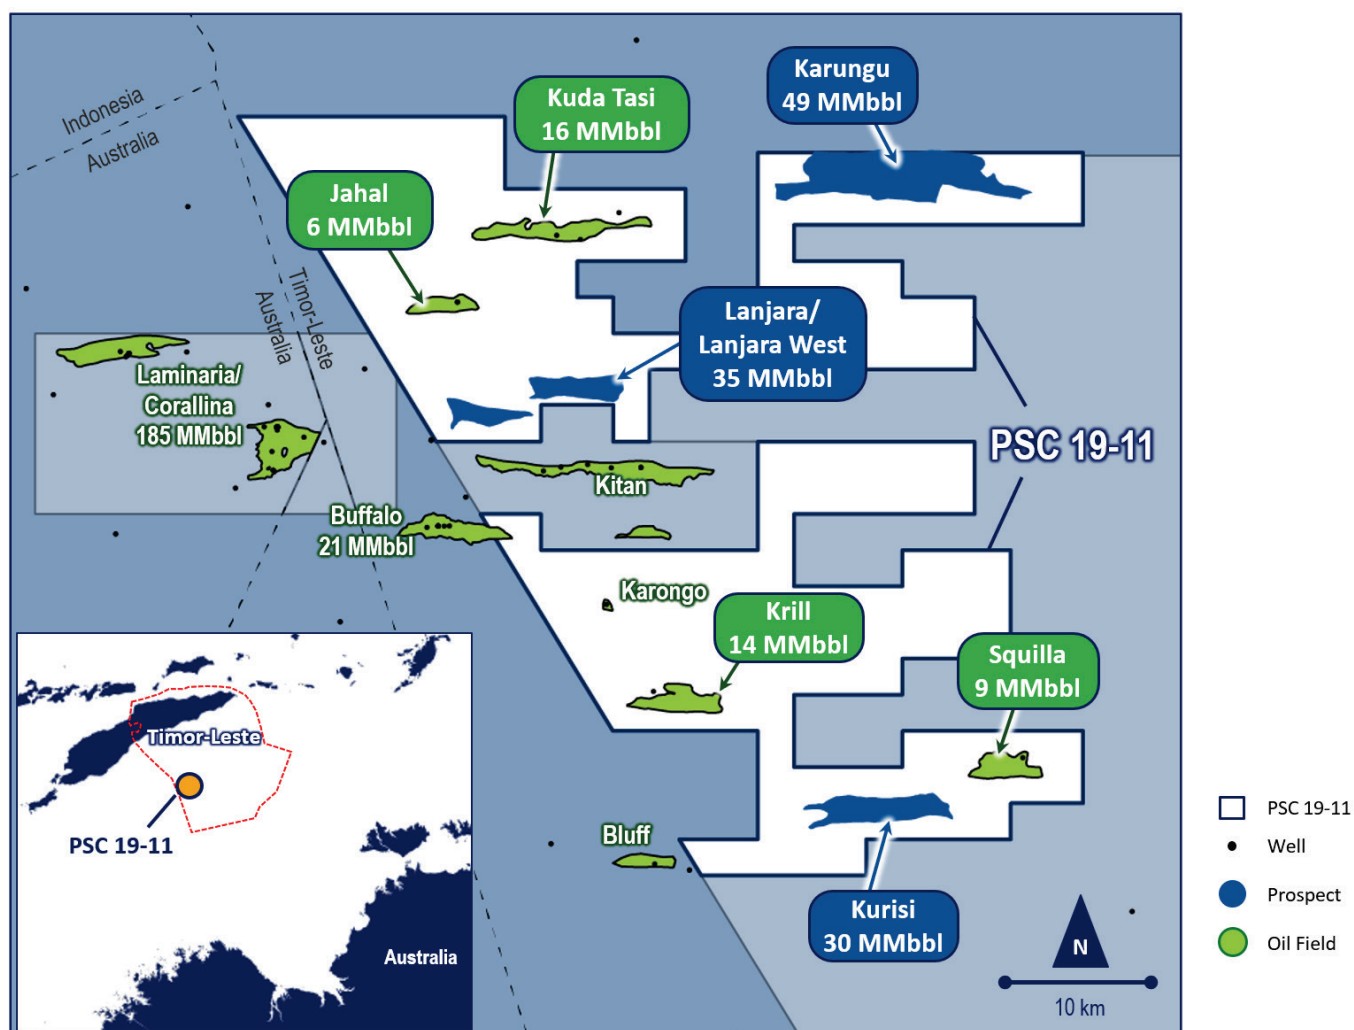 Karungu
49 MMbbl
Kuda Tasi
16 MMbbl
Indonesia
Australia
Jahal
6 MMbbl
Timor-Leste
Australia
Lanjara/
Lanjara West
35 MMbbl
Laminaria/
Corallina
185 MMbbl
PSC 19-11
Kitan
Buffalo
21 MMbbl
Karongo
Krill
14 MMbbl
Squilla
9 MMbbl
Timor-Leste
PSC 19-11
Australia
Bluff
Kurisi
30 MMbbl
N
10 km
PSC 19-11
Well
Prospect
Oil Field